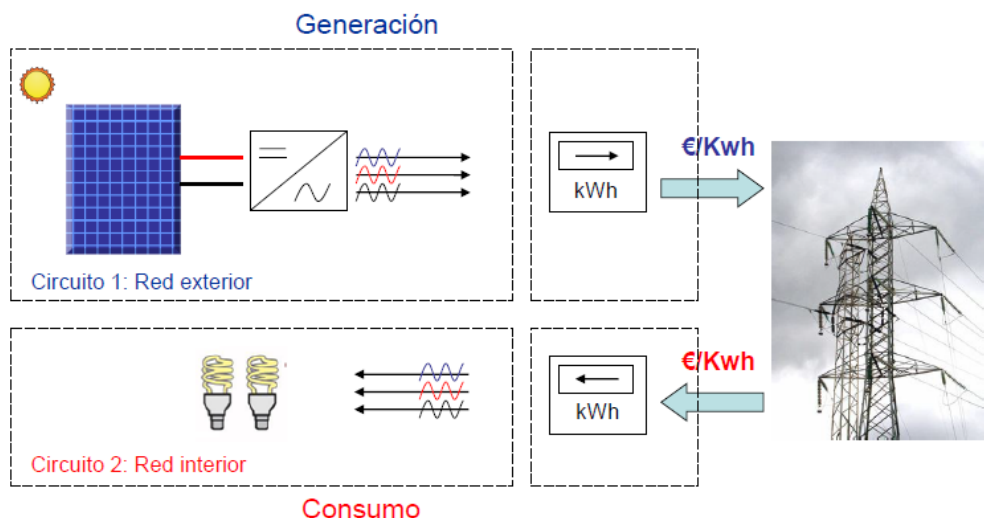 Generación
€/Kwh
kWh
Circuito 1: Red exterior
€/Kwh
kWh
Circuito 2: Red interior
Consumo